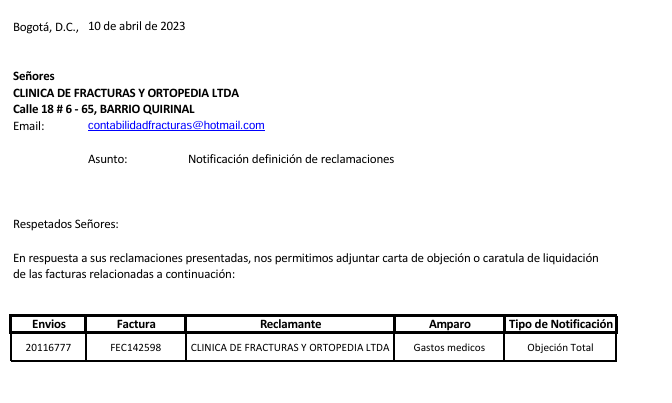 Bogotá, D.C., 10 de abril de 2023
Señores
CLINICA DE FRACTURAS Y ORTOPEDIA LTDA
Calle 18 # 6 - 65, BARRIO QUIRINAL
Email: contabilidadfracturas@hotmail.com
Asunto: Notificación definición de reclamaciones
Respetados Señores:
En respuesta a sus reclamaciones presentadas, nos permitimos adjuntar carta de objeción o caratula de liquidación
de las facturas relacionadas a continuación:
Envios Factura Reclamante Amparo Tipo de Notificación
20116777 FEC142598 CLINICA DE FRACTURAS Y ORTOPEDIA LTDA Gastos medicos Objeción Total